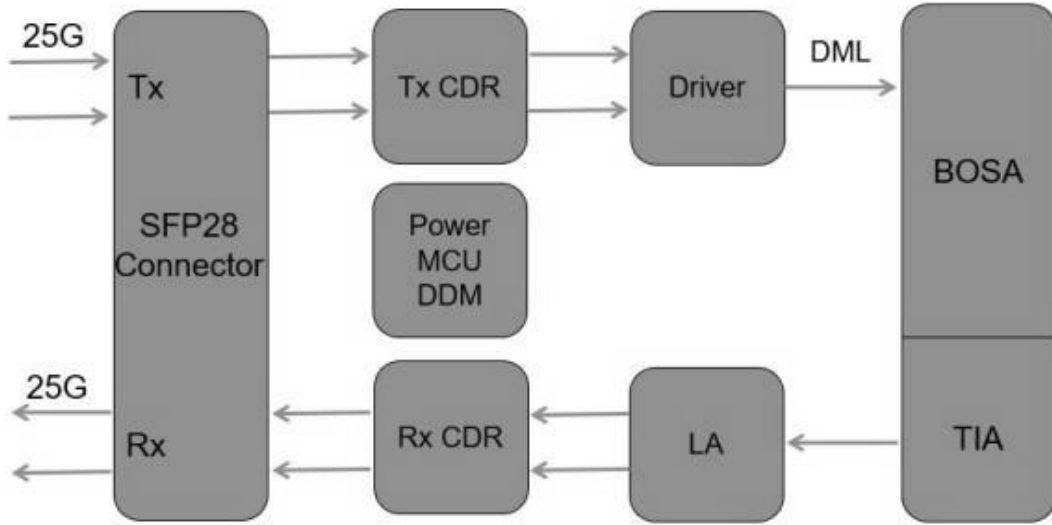 25G
Tx
Tx CDR
Driver
DML
BOSA
SFP28
Connector
Power
MCU
DDM
25G
Rx
Rx CDR
LA
TIA